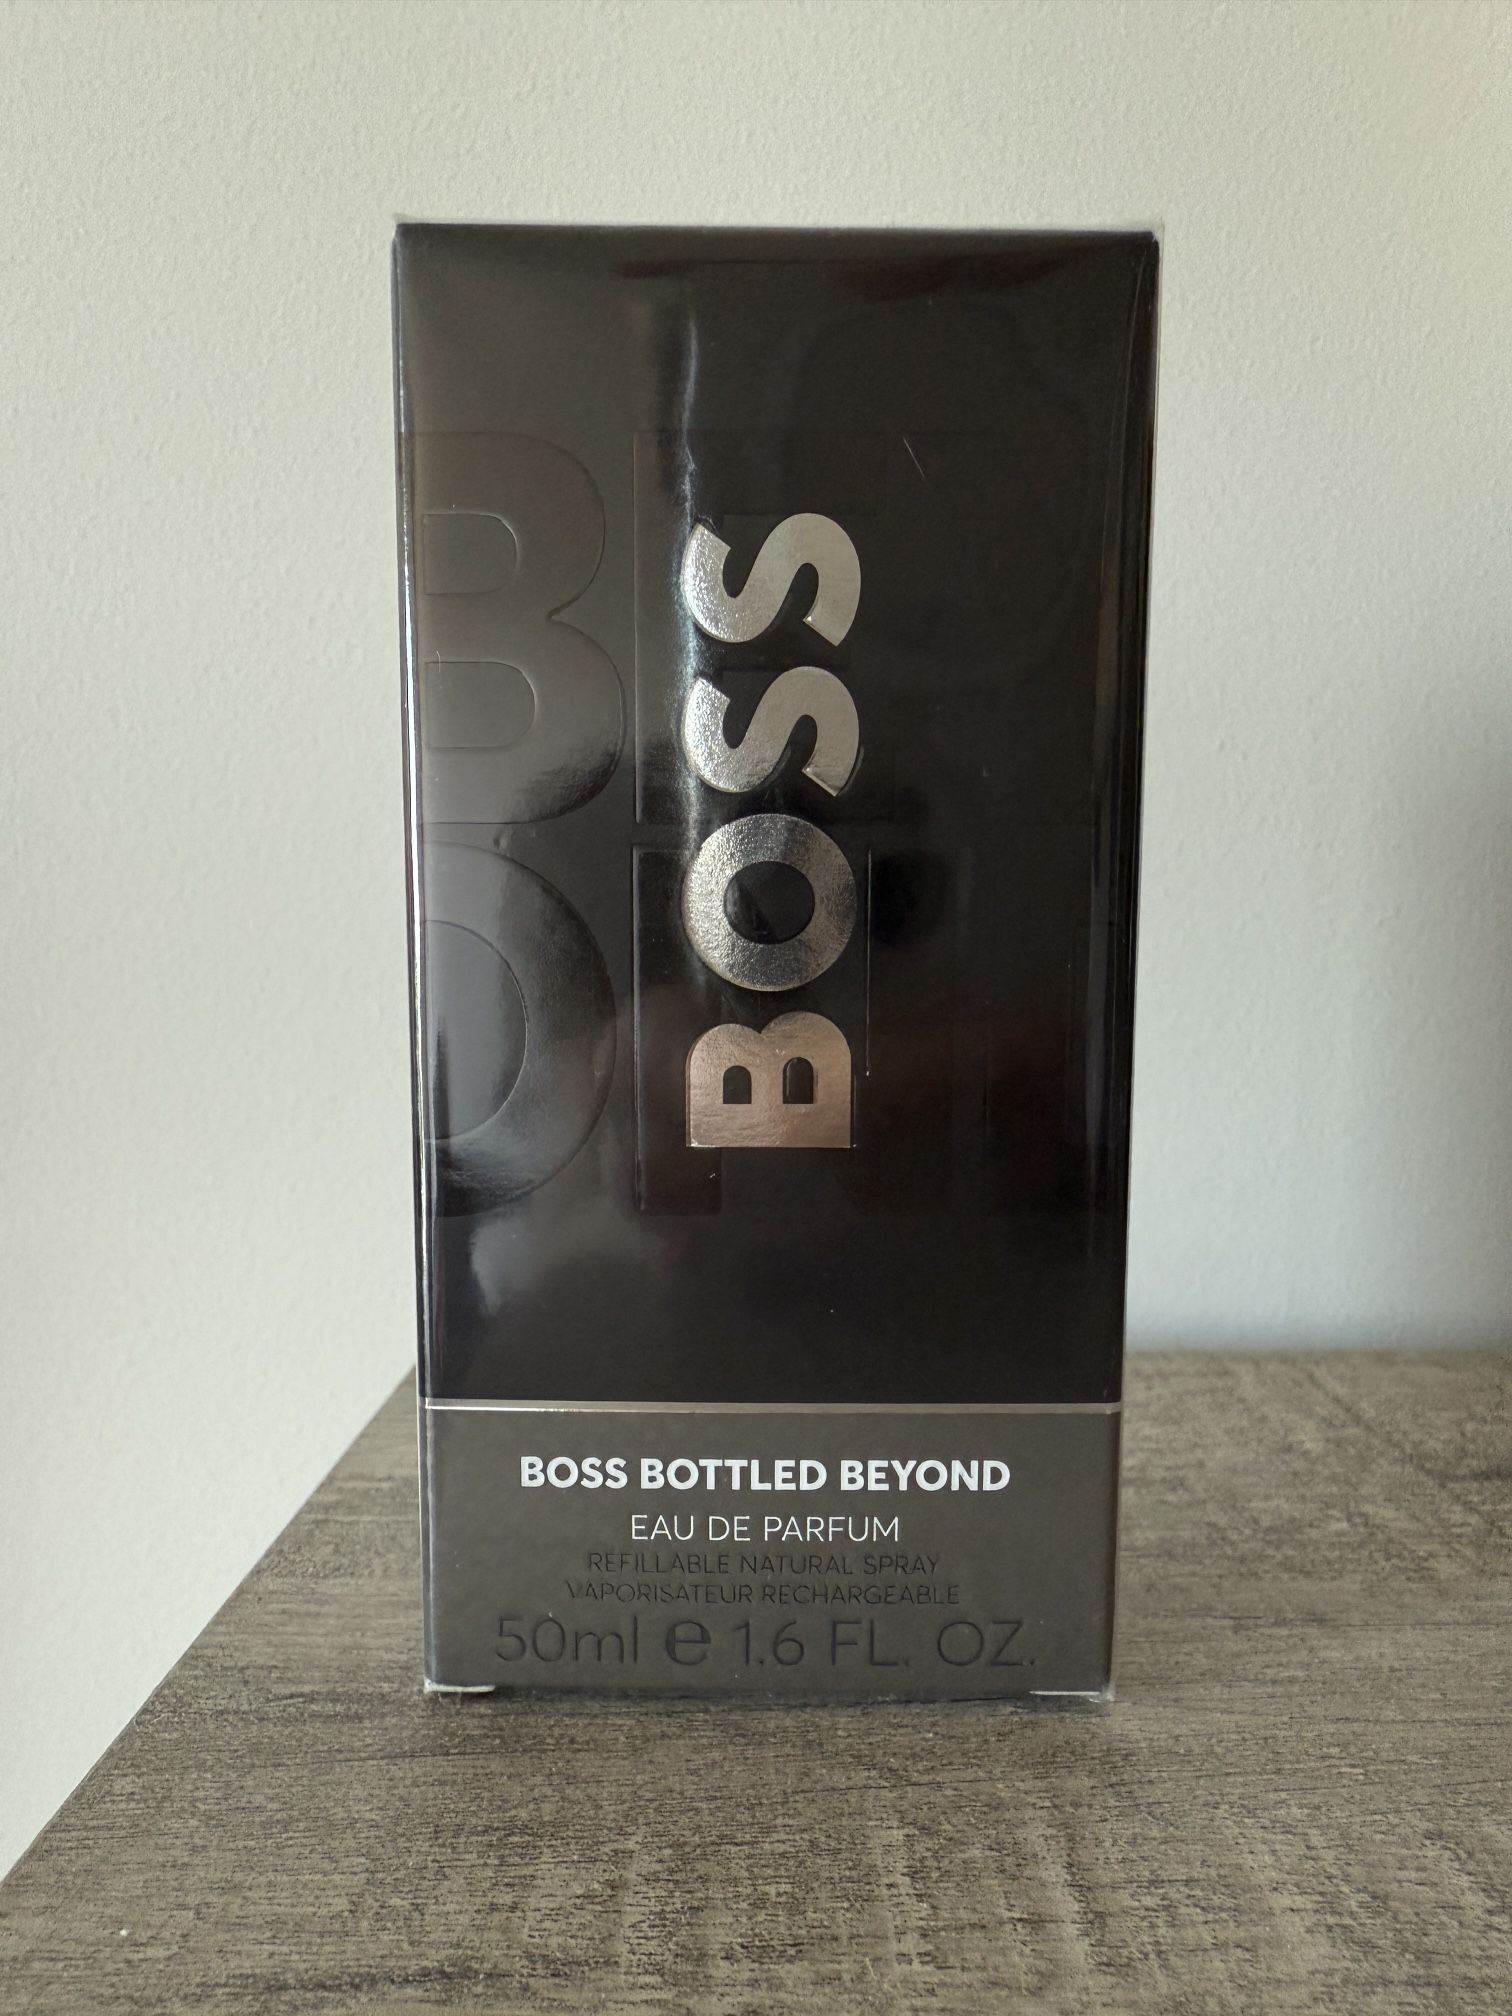 BOSS
BOSS BOTTLED BEYOND
EAU DE PARFUM
REFILLABLE NATURAL SPRAY
VAPORISATEUR RECHARGEABLE
50ml e 1.6 FL. OZ.